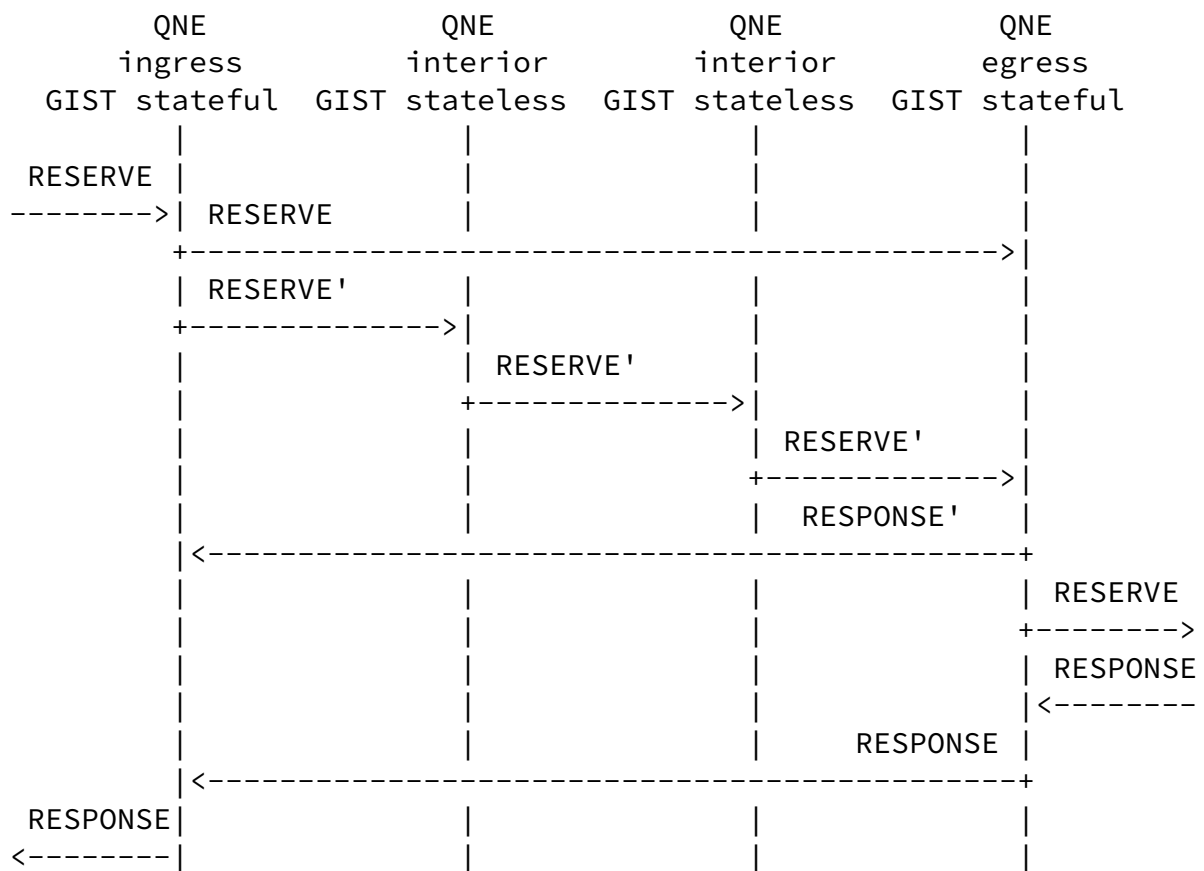 QNE QNE QNE QNE
ingress interior interior egress
GIST stateful GIST stateless GIST stateless GIST stateful
RESERVE
RESERVE
RESERVE'
RESERVE'
RESERVE'
RESPONSE'
RESERVE
RESPONSE
RESPONSE
RESPONSE